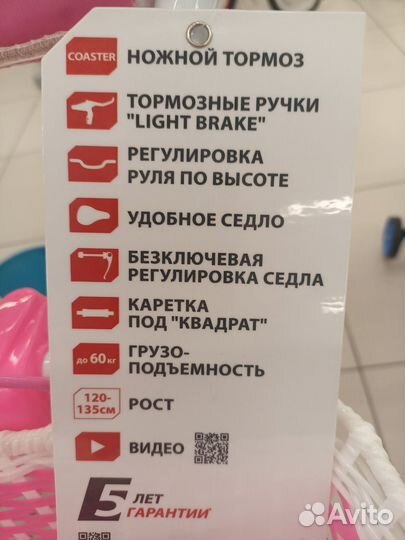 COASTER НОЖНОЙ ТОРМОЗ
ТОРМОЗНЫЕ РУЧКИ
"LIGHT BRAKE"
РЕГУЛИРОВКА
РУЛЯ ПО ВЫСОТЕ
УДОБНОЕ СЕДЛО
БЕЗКЛЮЧЕВАЯ
РЕГУЛИРОВКА СЕДЛА
КАРЕТКА
ПОД "КВАДРАТ"
до 60 кг ГРУЗО-
ПОДЪЕМНОСТЬ
120-
135см РОСТ
ВИДЕО
5 ЛЕТ
ГАРАНТИИ
Avito